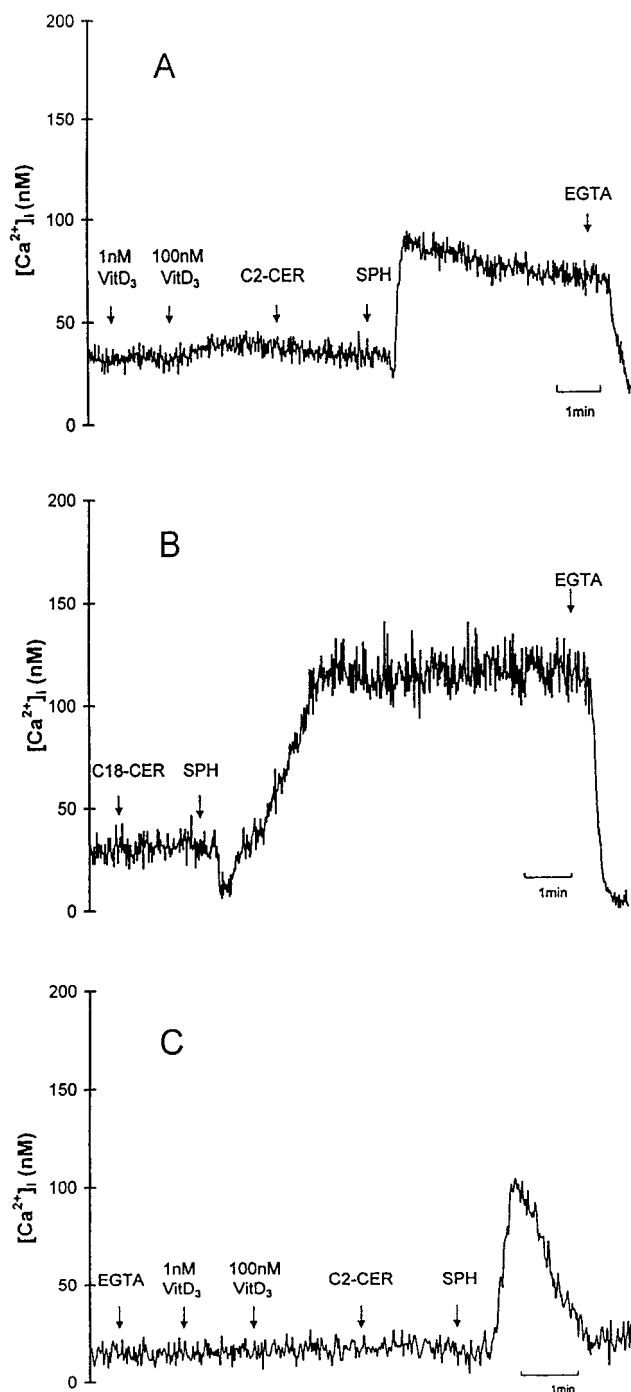 200
A
150
[Ca²⁺]ᵢ (nM)
EGTA
100
1nM 100nM
VitD₃ VitD₃ C2-CER SPH
50
1min
0
200
B
150
EGTA
[Ca²⁺]ᵢ (nM)
100
C18-CER SPH
50
1min
0
200
C
150
[Ca²⁺]ᵢ (nM)
100
1nM 100nM
EGTA VitD₃ VitD₃ C2-CER SPH
50
0
1min